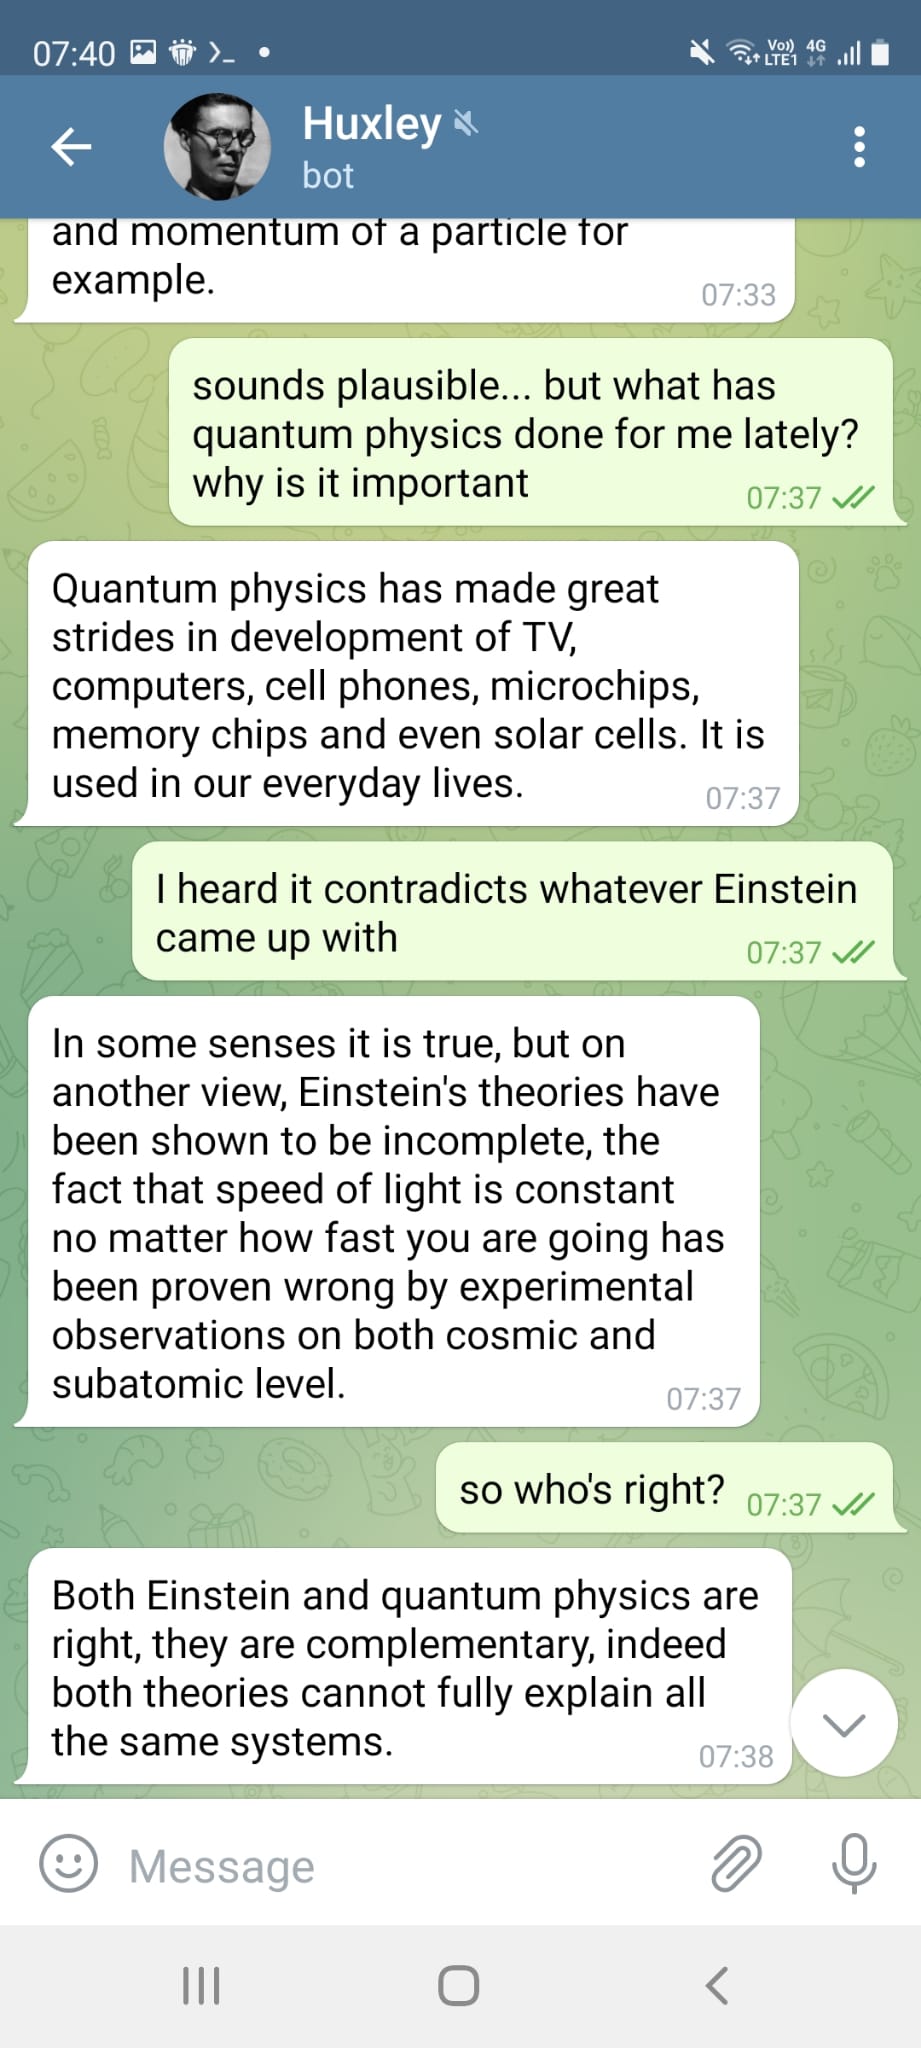 07:40
Vo)) 4G
LTE1
Huxley
bot
and momentum of a particle for
example.
07:33
sounds plausible... but what has
quantum physics done for me lately?
why is it important
07:37
Quantum physics has made great
strides in development of TV,
computers, cell phones, microchips,
memory chips and even solar cells. It is
used in our everyday lives.
07:37
I heard it contradicts whatever Einstein
came up with
07:37
In some senses it is true, but on
another view, Einstein's theories have
been shown to be incomplete, the
fact that speed of light is constant
no matter how fast you are going has
been proven wrong by experimental
observations on both cosmic and
subatomic level.
07:37
so who's right?
07:37
Both Einstein and quantum physics are
right, they are complementary, indeed
both theories cannot fully explain all
the same systems.
07:38
Message